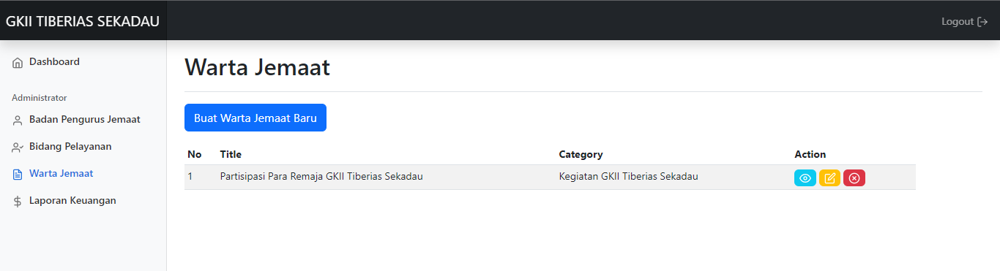 GKII TIBERIAS SEKADAU
Logout
Dashboard
Administrator
Badan Pengurus Jemaat
Bidang Pelayanan
Warta Jemaat
Laporan Keuangan
Warta Jemaat
Buat Warta Jemaat Baru
No Title Category Action
1 Partisipasi Para Remaja GKII Tiberias Sekadau Kegiatan GKII Tiberias Sekadau